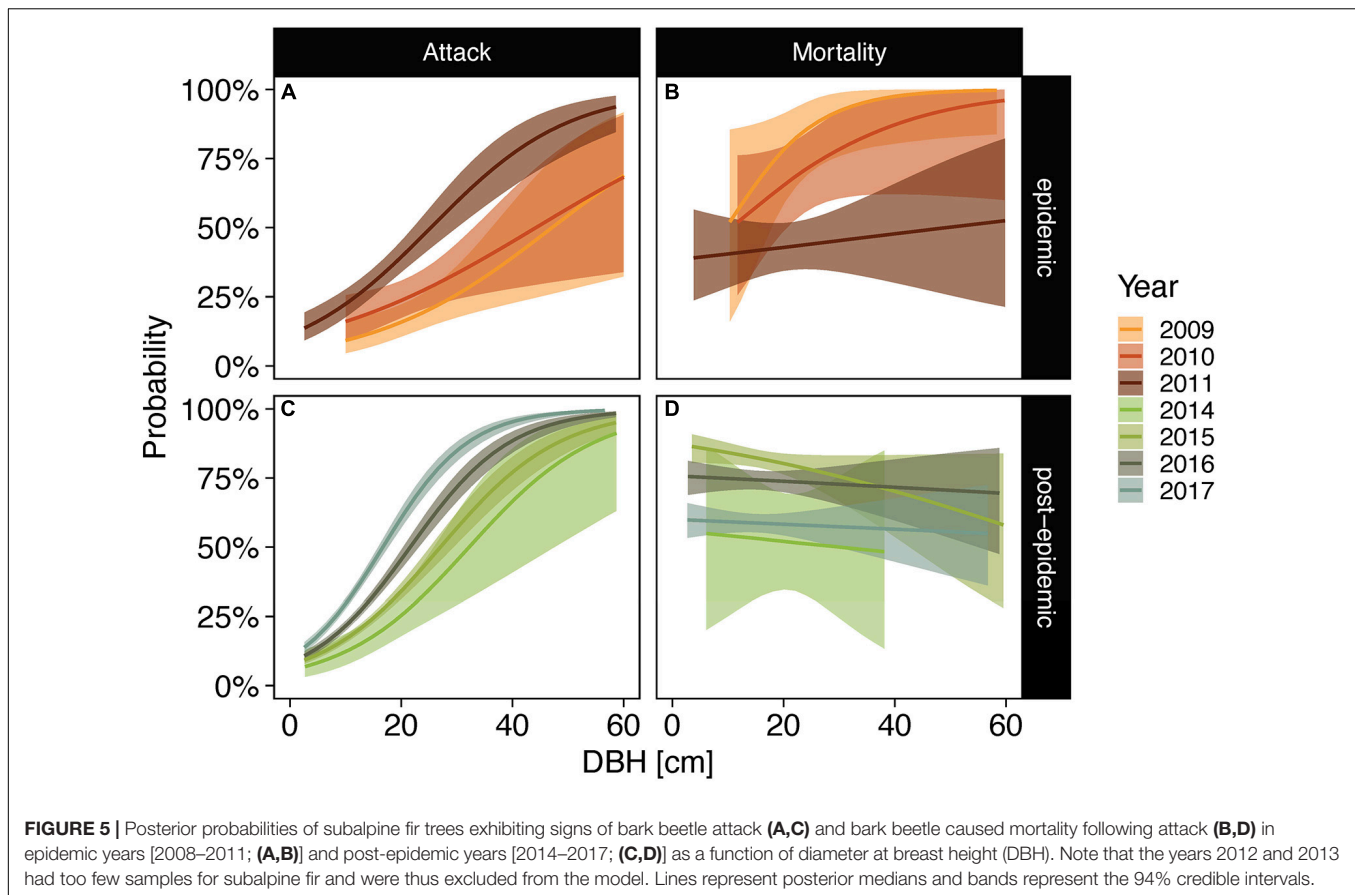 Attack Mortality
A B
100%
75%
50%
25%
0%
epidemic
Probability
C D
100%
75%
50%
25%
0%
post–epidemic
0 20 40 60 0 20 40 60
DBH [cm]
Year
2009
2010
2011
2014
2015
2016
2017
FIGURE 5 | Posterior probabilities of subalpine fir trees exhibiting signs of bark beetle attack (A,C) and bark beetle caused mortality following attack (B,D) in
epidemic years [2008–2011; (A,B)] and post-epidemic years [2014–2017; (C,D)] as a function of diameter at breast height (DBH). Note that the years 2012 and 2013
had too few samples for subalpine fir and were thus excluded from the model. Lines represent posterior medians and bands represent the 94% credible intervals.